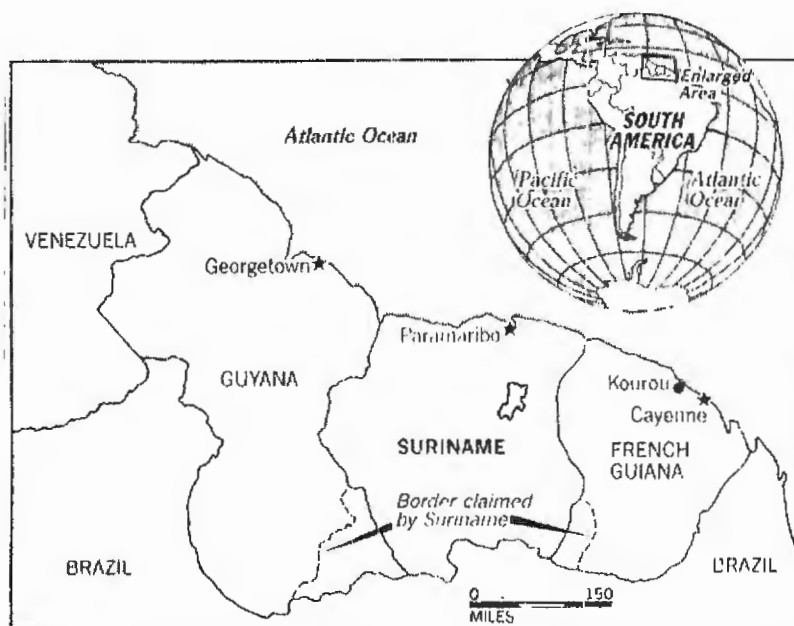 Enlarged
Area
SOUTH
AMERICA
Pacific
Ocean
Atlantic
Ocean
Atlantic Ocean
VENEZUELA
Georgetown
Paramaribo
GUYANA
Kourou
Cayenne
SURINAME
FRENCH
GUIANA
Border claimed
by Suriname
BRAZIL
BRAZIL
0 150
MILES